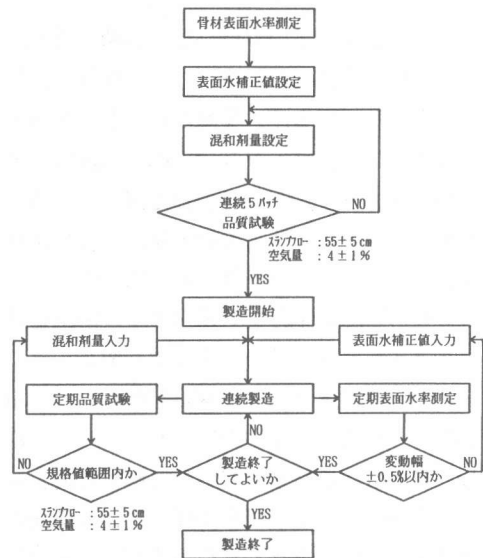 骨材表面水率測定
表面水補正値設定
混和剤量設定
連続5バッチ
品質試験
NO
スランプフロー : 55±5cm
空気量 : 4±1%
YES
製造開始
混和剤量入力
表面水補正値入力
定期品質試験
連続製造
定期表面水率測定
NO
規格値範囲内か
YES
NO
製造終了
してよいか
YES
変動幅
±0.5%以内か
NO
スランプフロー : 55±5cm
空気量 : 4±1%
YES
製造終了